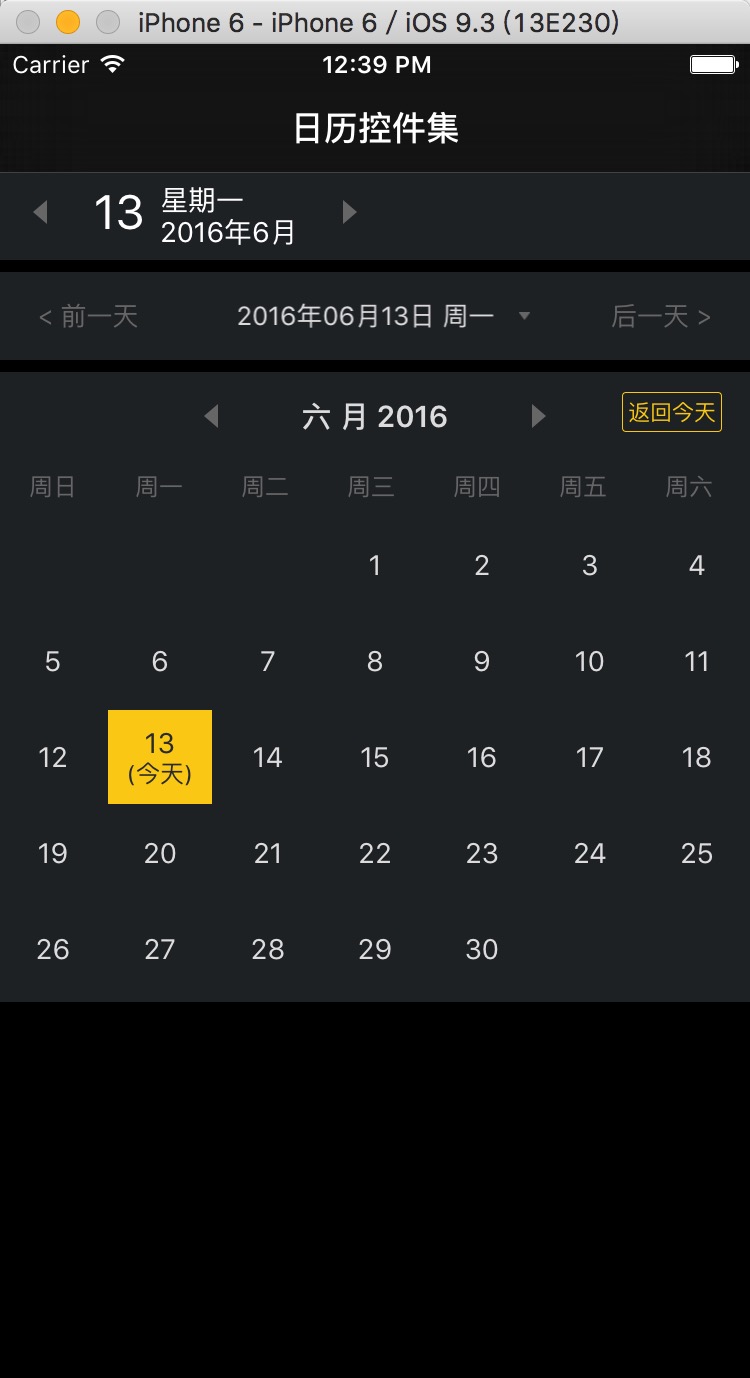 iPhone 6 - iPhone 6 / iOS 9.3 (13E230)
Carrier 12:39 PM
日历控件集
13 星期一
2016年6月
< 前一天 2016年06月13日 周一 后一天 >
六 月 2016 返回今天
周日 周一 周二 周三 周四 周五 周六
1 2 3 4
5 6 7 8 9 10 11
12 13 14 15 16 17 18
(今天)
19 20 21 22 23 24 25
26 27 28 29 30